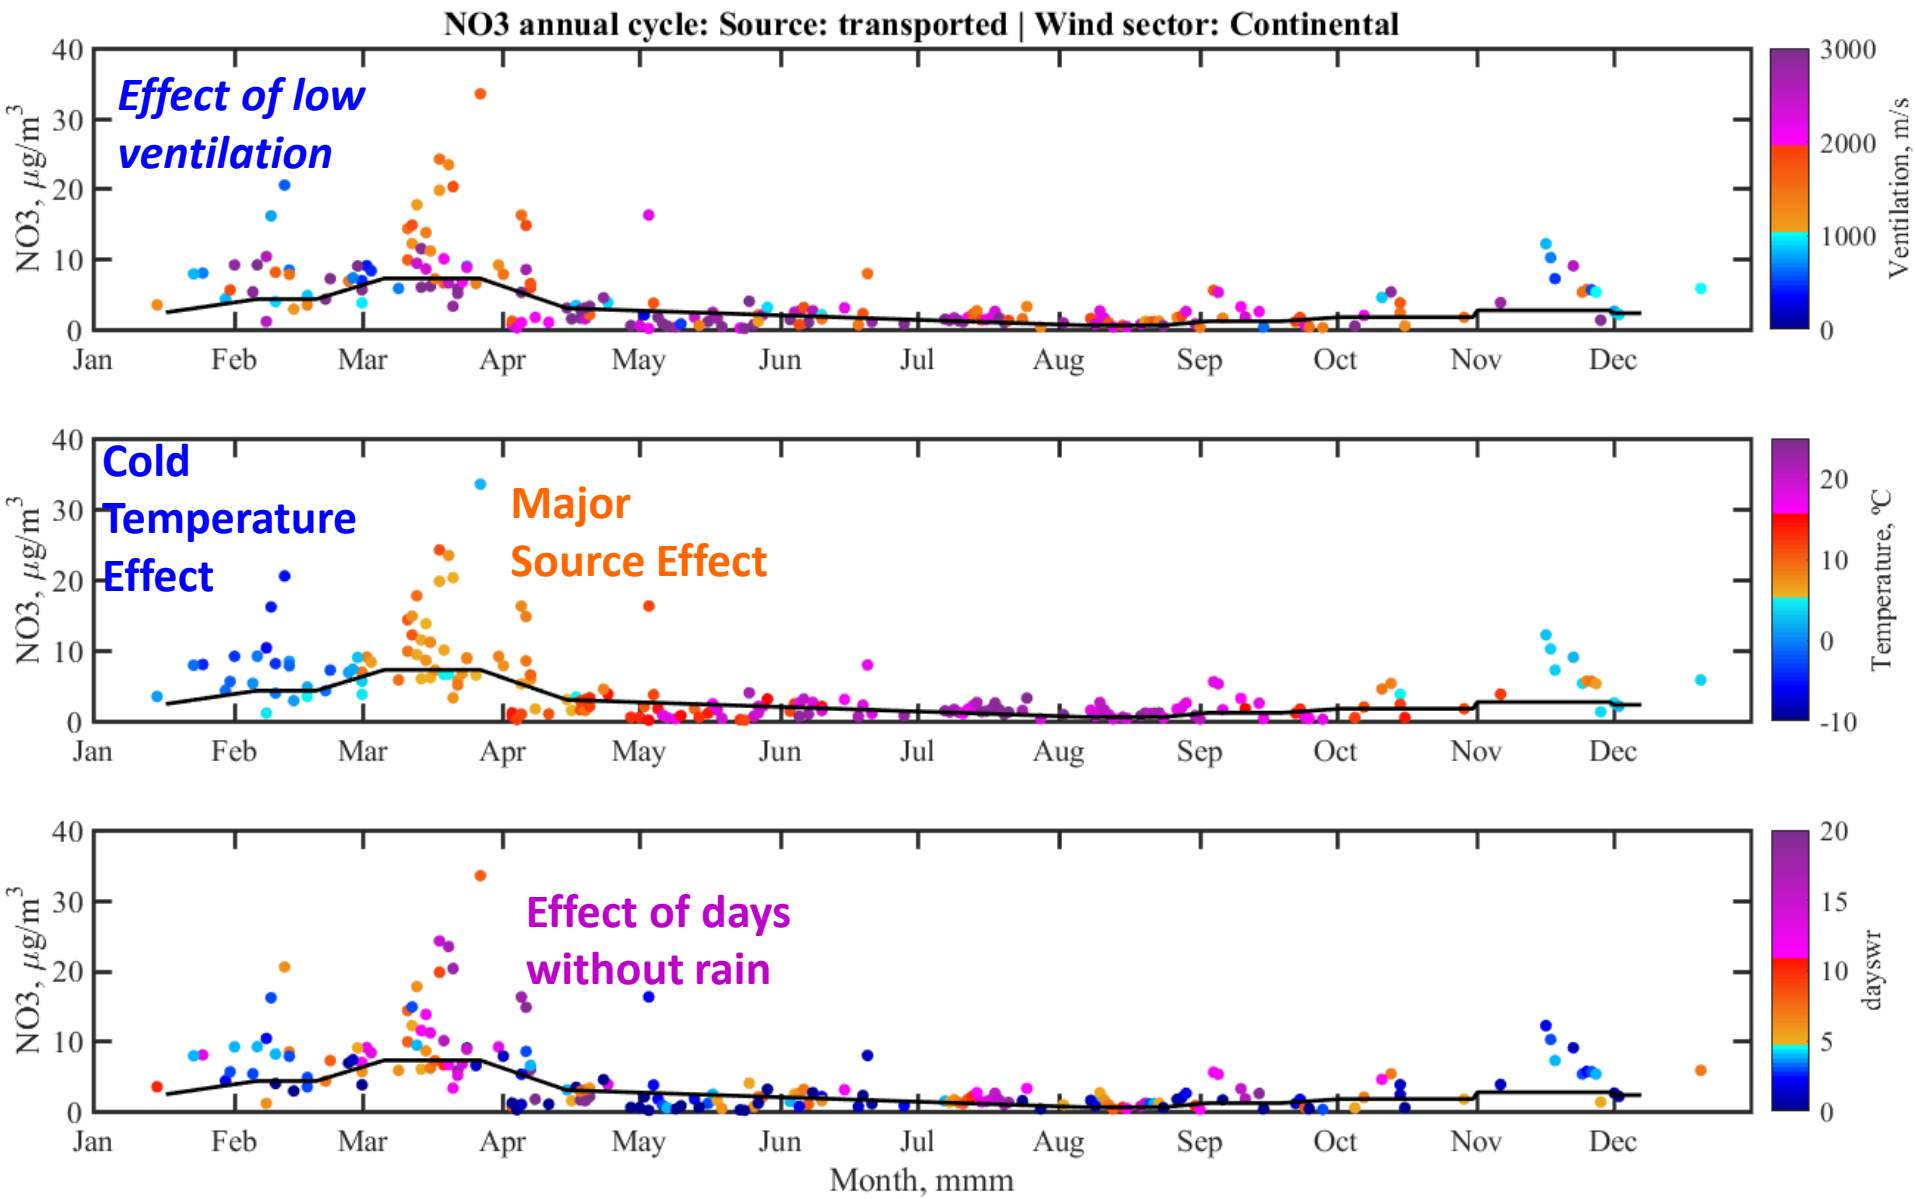 NO3 annual cycle: Source: transported | Wind sector: Continental
Effect of low
ventilation
NO3, μg/m³
40
30
20
10
0
Jan Feb Mar Apr May Jun Jul Aug Sep Oct Nov Dec
3000
2000
1000
0
Ventilation, m/s
Cold
Temperature
Effect
Major
Source Effect
NO3, μg/m³
40
30
20
10
0
Jan Feb Mar Apr May Jun Jul Aug Sep Oct Nov Dec
20
10
0
-10
Temperature, ºC
Effect of days
without rain
NO3, μg/m³
40
30
20
10
0
Jan Feb Mar Apr May Jun Jul Aug Sep Oct Nov Dec
Month, mmm
20
15
10
5
0
dayswr